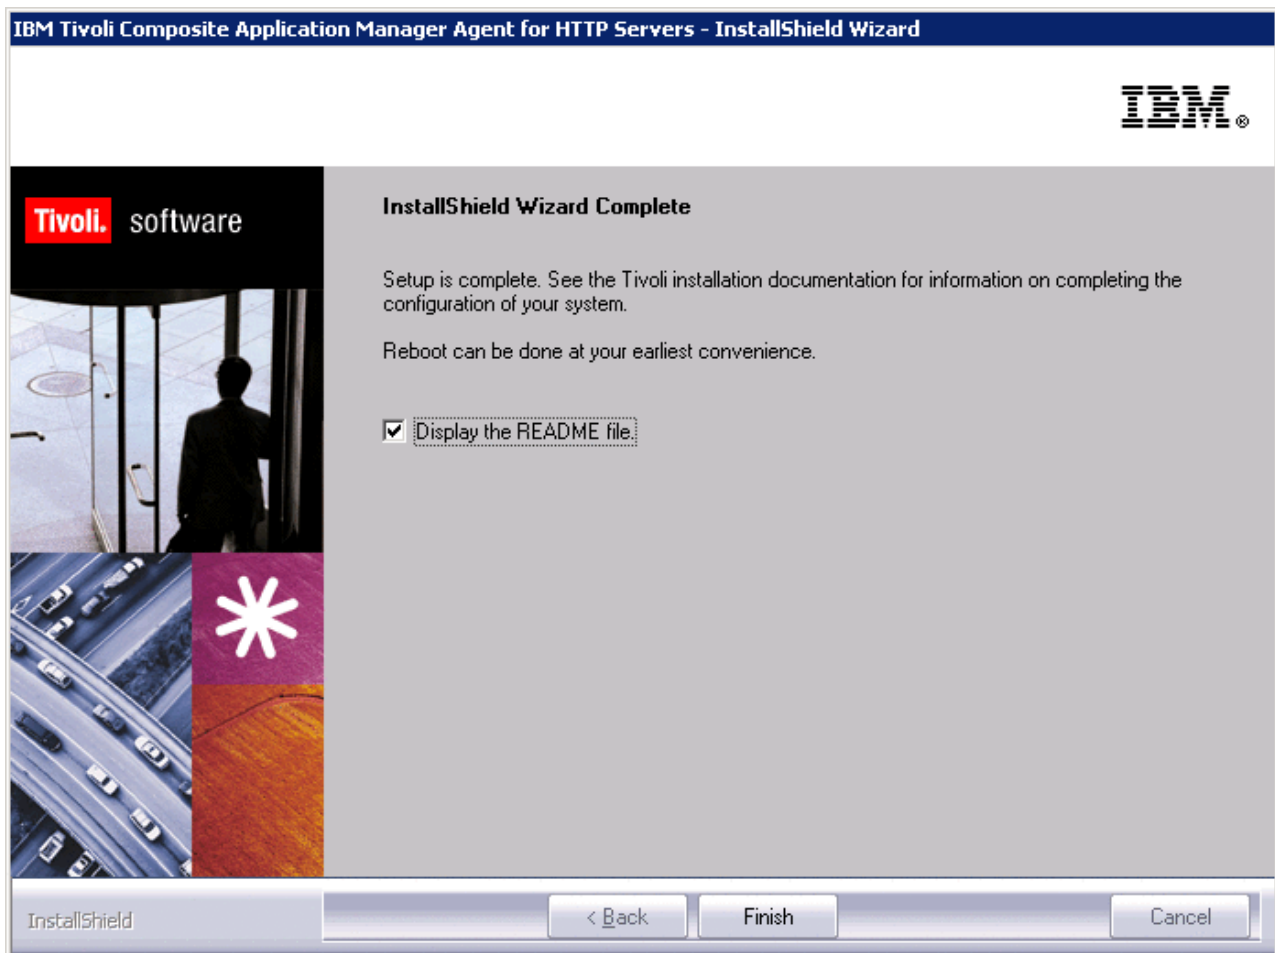 IBM Tivoli Composite Application Manager Agent for HTTP Servers - InstallShield Wizard
IBM®
Tivoli. software
InstallShield Wizard Complete
Setup is complete. See the Tivoli installation documentation for information on completing the
configuration of your system.
Reboot can be done at your earliest convenience.
Display the README file.
InstallShield
< Back
Finish
Cancel